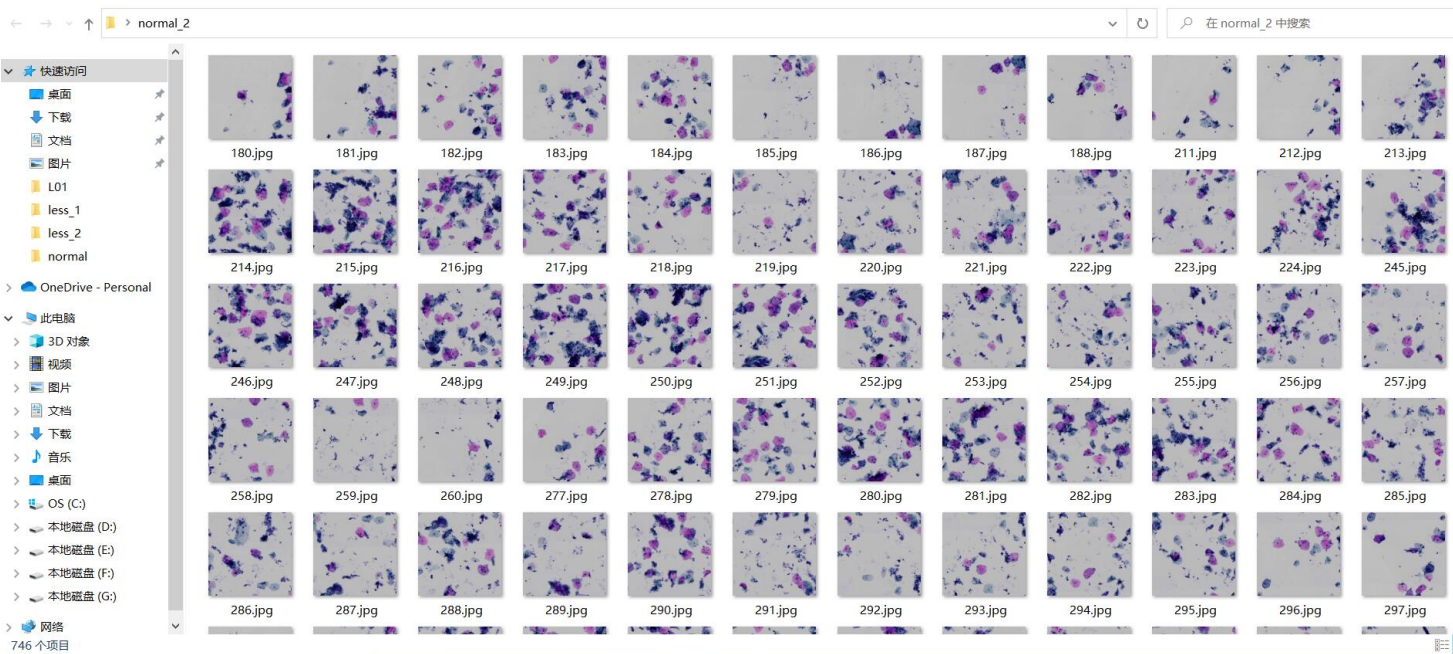 normal_2
在 normal_2 中搜索
快速访问
桌面
下载
文档
图片
L01
less_1
less_2
normal
OneDrive - Personal
此电脑
3D 对象
视频
图片
文档
下载
音乐
桌面
OS (C:)
本地磁盘 (D:)
本地磁盘 (E:)
本地磁盘 (F:)
本地磁盘 (G:)
网络
180.jpg 181.jpg 182.jpg 183.jpg 184.jpg 185.jpg 186.jpg 187.jpg 188.jpg 211.jpg 212.jpg 213.jpg
214.jpg 215.jpg 216.jpg 217.jpg 218.jpg 219.jpg 220.jpg 221.jpg 222.jpg 223.jpg 224.jpg 245.jpg
246.jpg 247.jpg 248.jpg 249.jpg 250.jpg 251.jpg 252.jpg 253.jpg 254.jpg 255.jpg 256.jpg 257.jpg
258.jpg 259.jpg 260.jpg 277.jpg 278.jpg 279.jpg 280.jpg 281.jpg 282.jpg 283.jpg 284.jpg 285.jpg
286.jpg 287.jpg 288.jpg 289.jpg 290.jpg 291.jpg 292.jpg 293.jpg 294.jpg 295.jpg 296.jpg 297.jpg
746 个项目